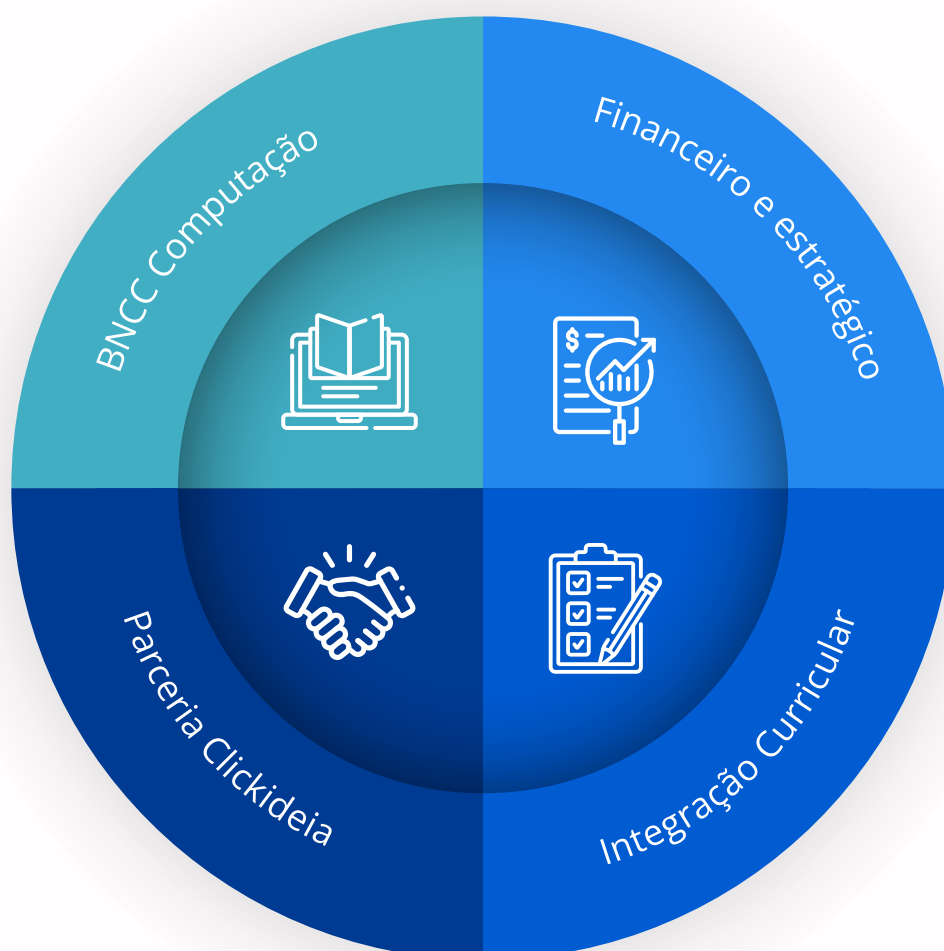 BNCC Computação
Financeiro e estratégico
$
Parceria Clickideia
Integração Curricular